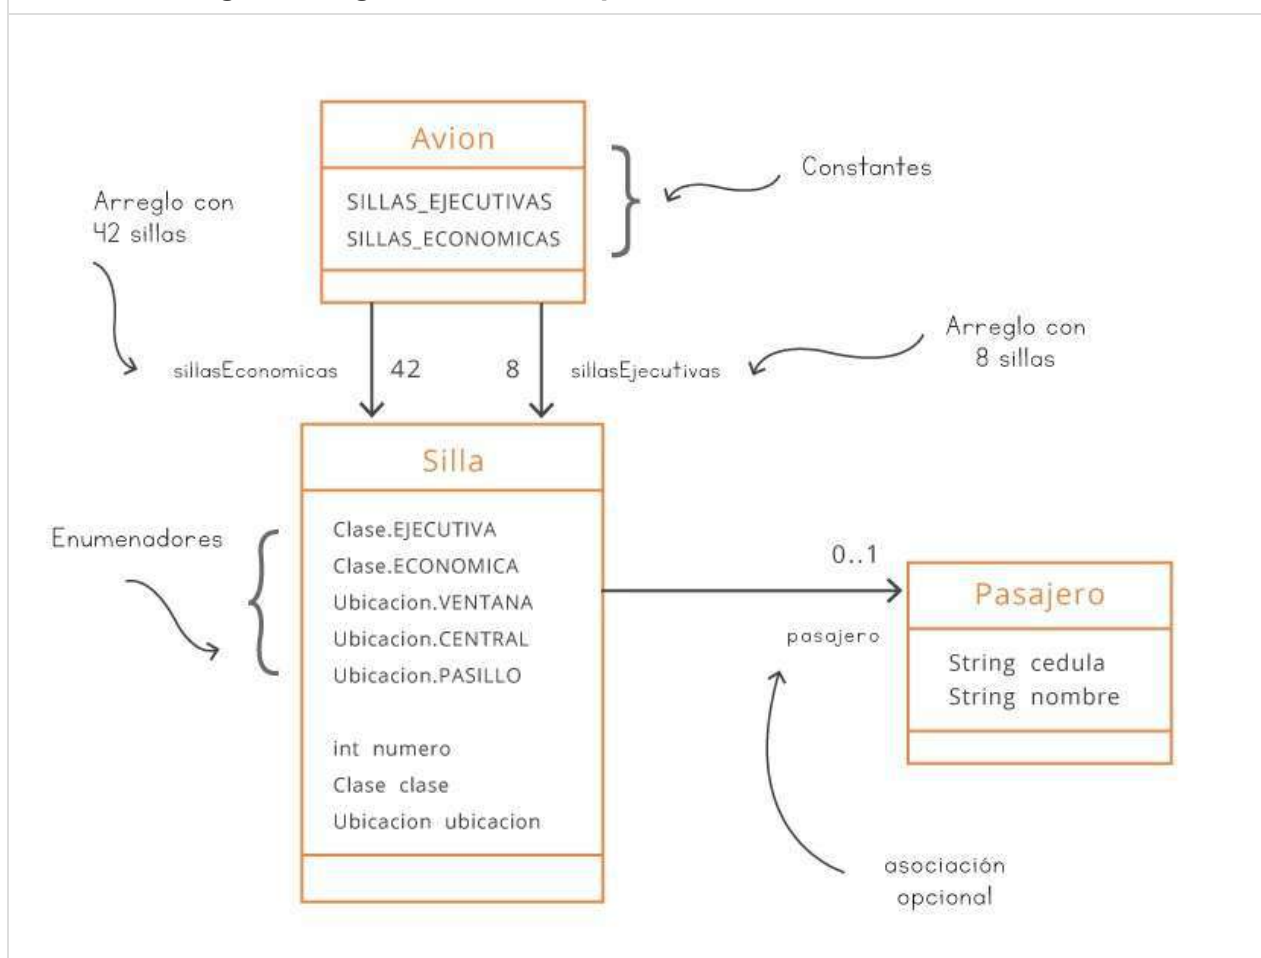 Avion
SILLAS_EJECUTIVAS
SILLAS_ECONOMICAS
Constantes
Arreglo con
42 sillas
Arreglo con
8 sillas
sillasEconomicas
42
8
sillasEjecutivas
Silla
Clase.EJECUTIVA
Clase.ECONOMICA
Ubicacion.VENTANA
Ubicacion.CENTRAL
Ubicacion.PASILLO
int numero
Clase clase
Ubicacion ubicacion
Enumenadores
0..1
pasajero
Pasajero
String cedula
String nombre
asociación
opcional